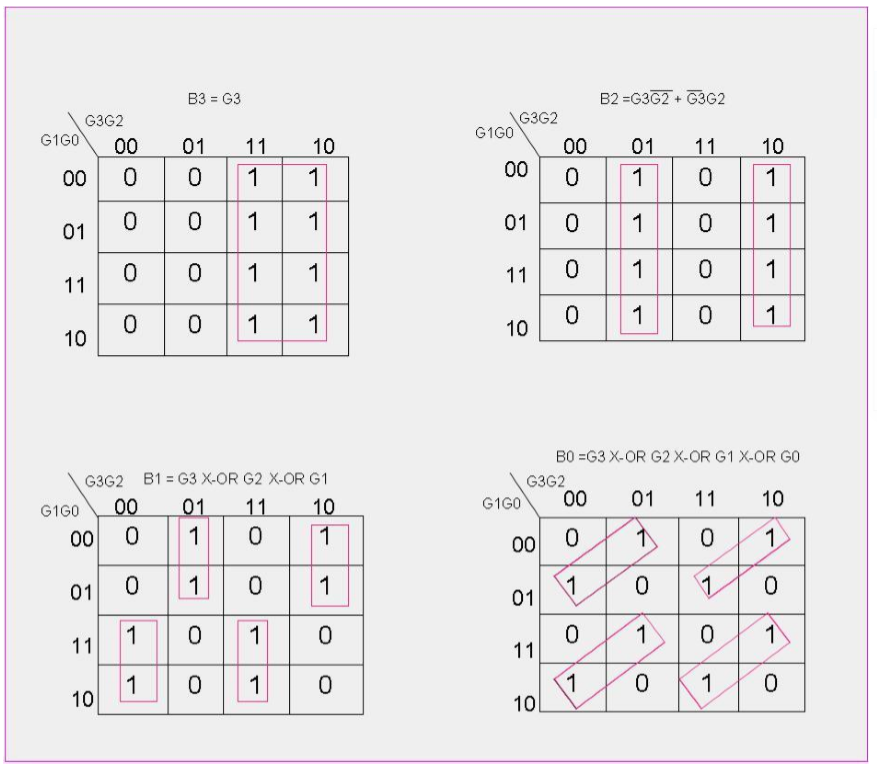 B3 = G3
G3G2
G1G0
00 01 11 10
00 0 0 1 1
01 0 0 1 1
11 0 0 1 1
10 0 0 1 1
B2 =G3G̅2̅ + G̅3G2
G3G2
G1G0
00 01 11 10
00 0 1 0 1
01 0 1 0 1
11 0 1 0 1
10 0 1 0 1
B1 = G3 X-OR G2 X-OR G1
G3G2
G1G0
00 01 11 10
00 0 1 0 1
01 0 1 0 1
11 1 0 1 0
10 1 0 1 0
B0 =G3 X-OR G2 X-OR G1 X-OR G0
G3G2
G1G0
00 01 11 10
00 0 1 0 1
01 1 0 1 0
11 0 1 0 1
10 1 0 1 0